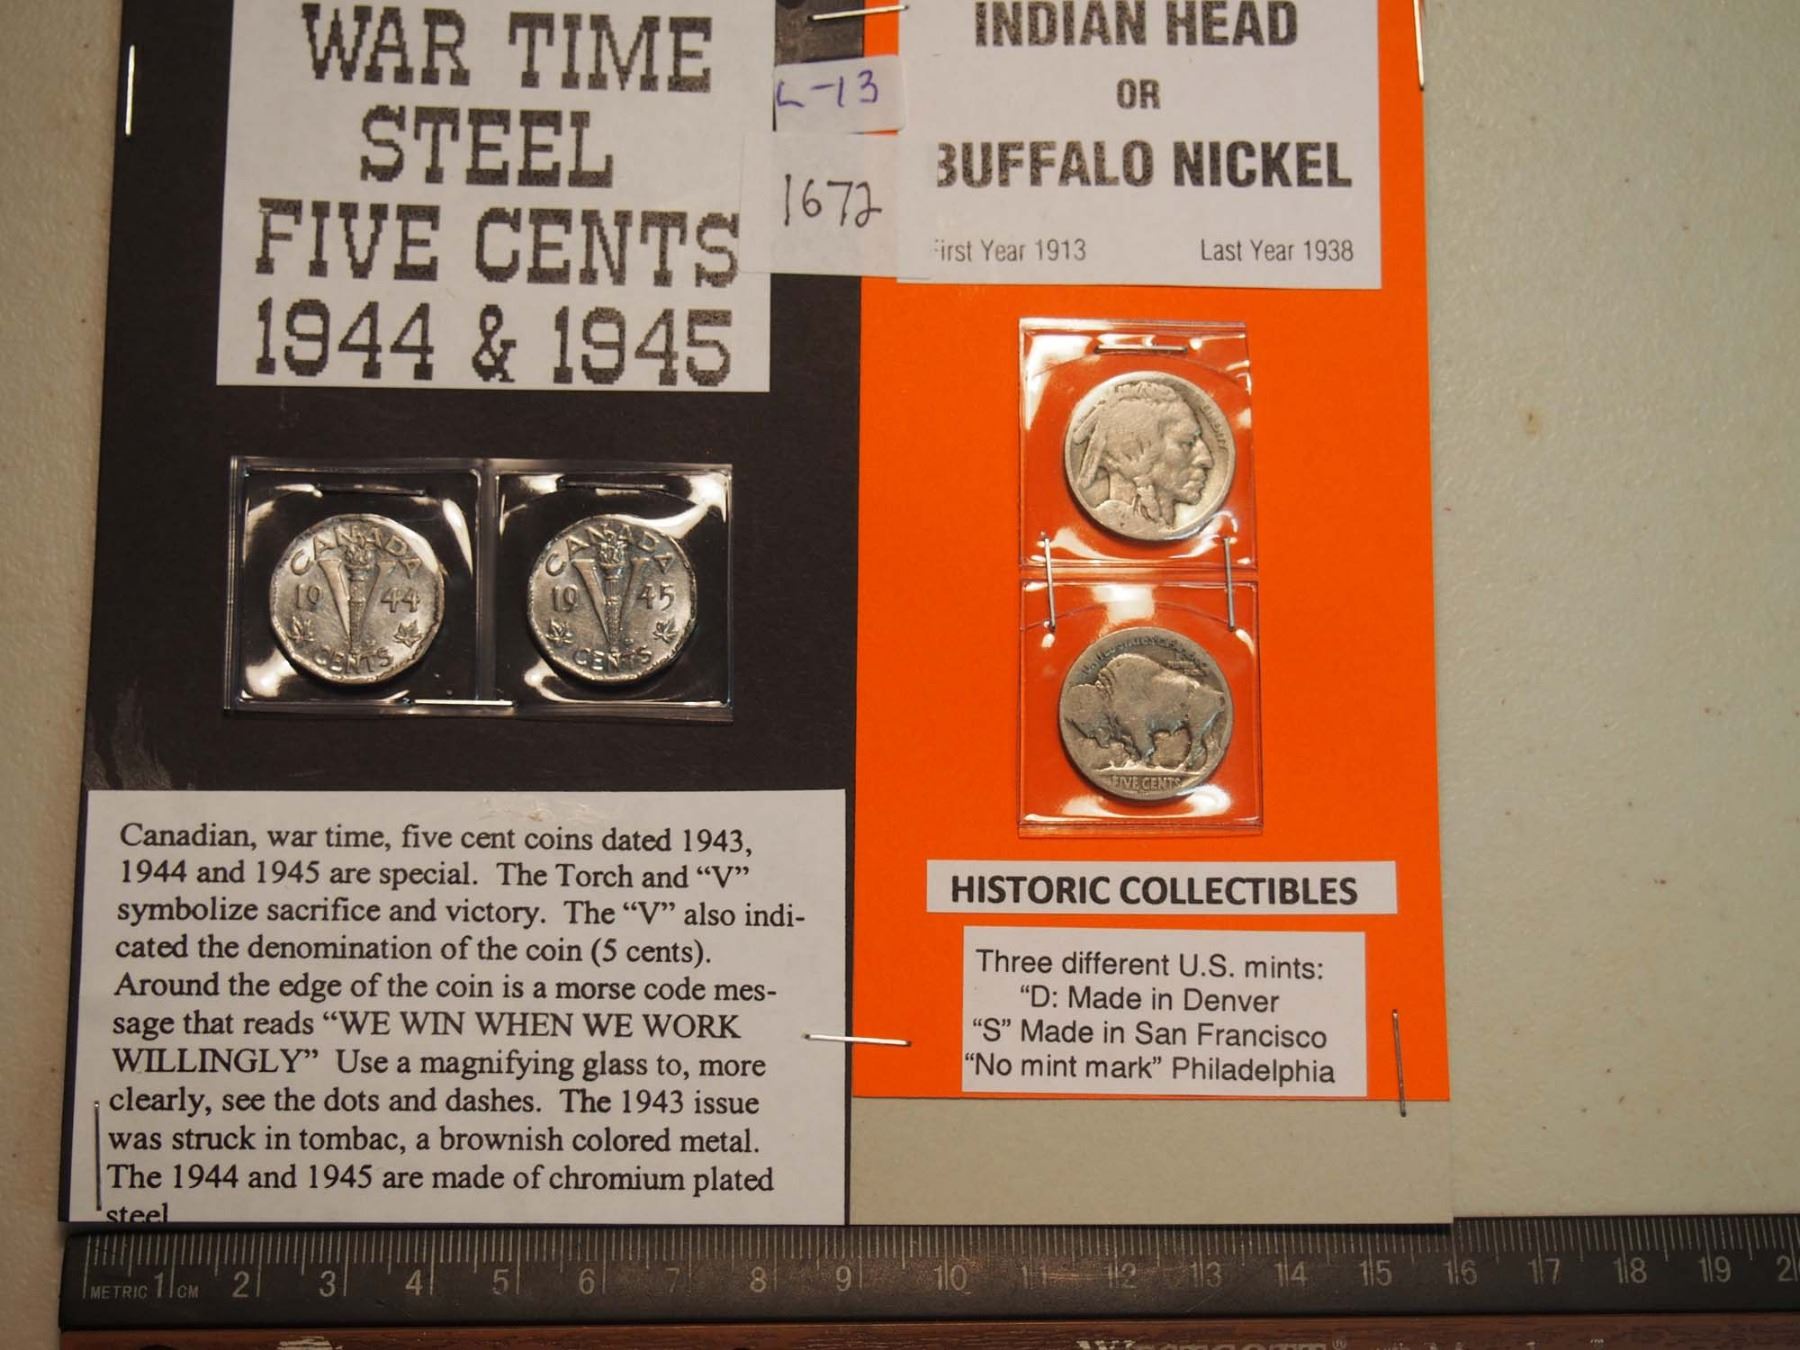 WAR TIME
STEEL
FIVE CENTS
1944 & 1945
L-13
1672
INDIAN HEAD
OR
BUFFALO NICKEL
First Year 1913 Last Year 1938
CANADA
19 44
CENTS
CANADA
19 45
CENTS
FIVE CENTS
Canadian, war time, five cent coins dated 1943,
1944 and 1945 are special. The Torch and “V”
symbolize sacrifice and victory. The “V” also indi-
cated the denomination of the coin (5 cents).
Around the edge of the coin is a morse code mes-
sage that reads “WE WIN WHEN WE WORK
WILLINGLY” Use a magnifying glass to, more
clearly, see the dots and dashes. The 1943 issue
was struck in tombac, a brownish colored metal.
The 1944 and 1945 are made of chromium plated
steel
HISTORIC COLLECTIBLES
Three different U.S. mints:
“D: Made in Denver
“S” Made in San Francisco
“No mint mark” Philadelphia
METRIC 1 CM 2 3 4 5 6 7 8 9 10 11 12 13 14 15 16 17 18 19
WESTCOTT®